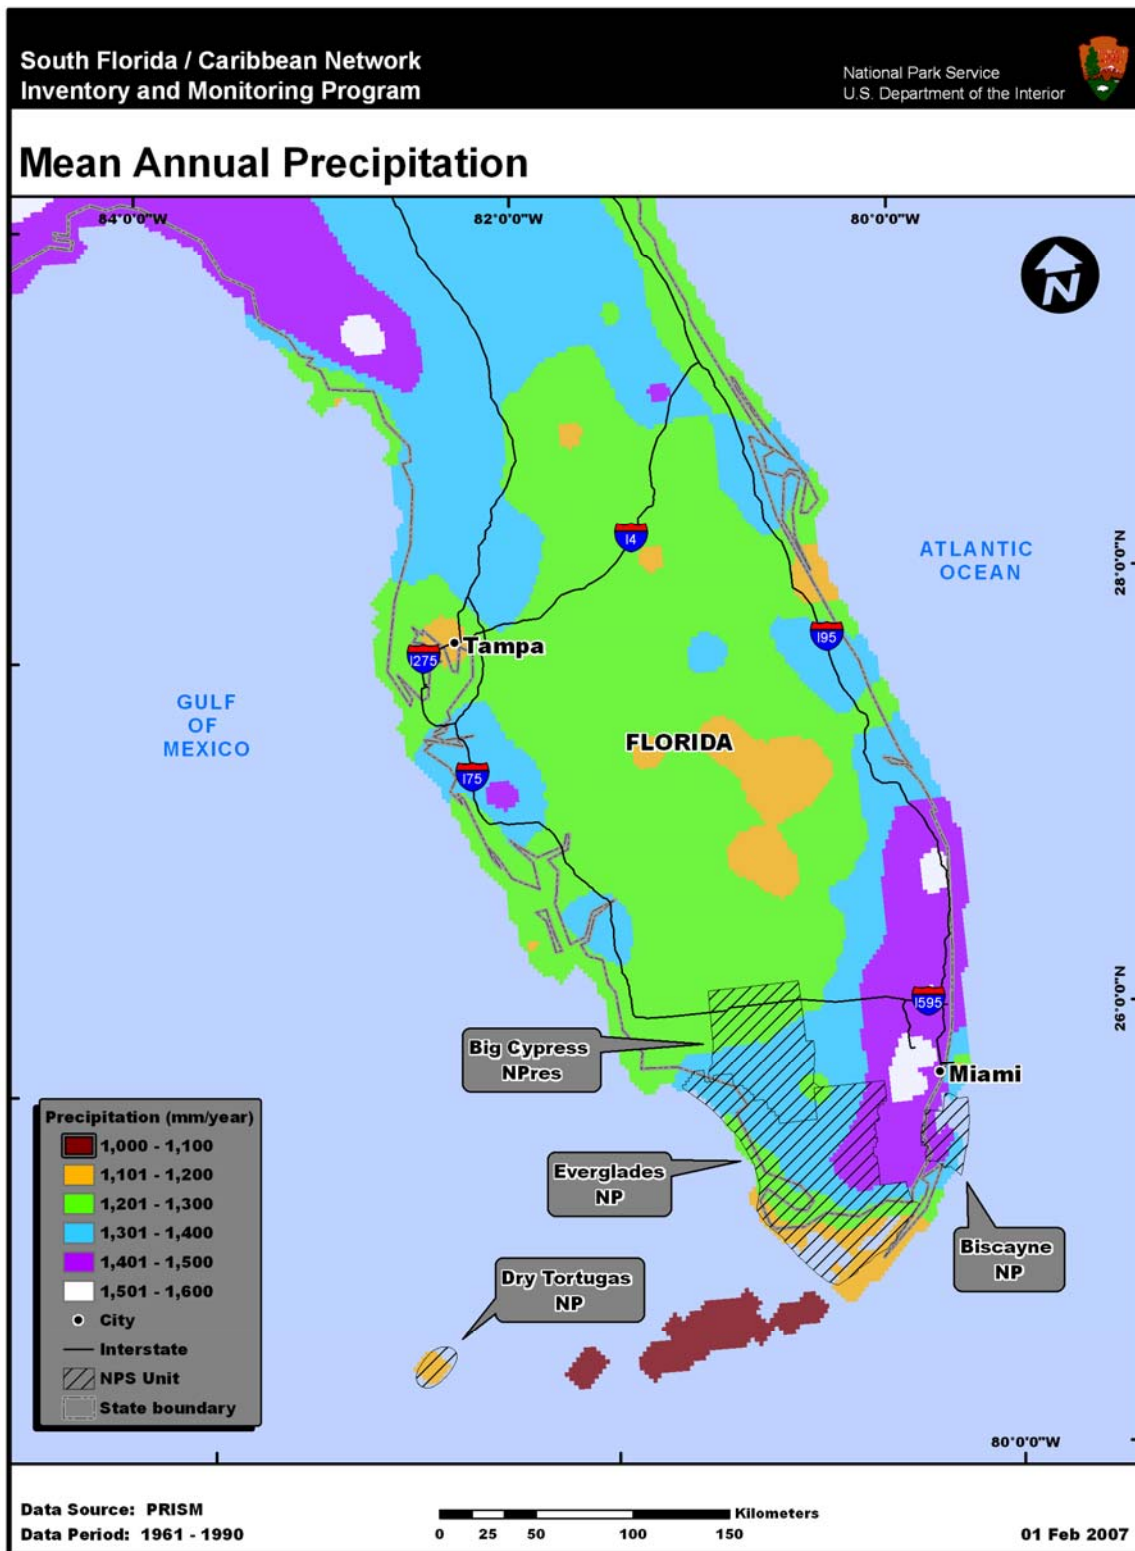 South Florida / Caribbean Network
Inventory and Monitoring Program
National Park Service
U.S. Department of the Interior
Mean Annual Precipitation
84°0'0"W
82°0'0"W
80°0'0"W
N
ATLANTIC
OCEAN
28°0'0"N
I4
I95
Tampa
I275
GULF
OF
MEXICO
FLORIDA
I75
26°0'0"N
I595
Big Cypress
NPres
Miami
Precipitation (mm/year)
1,000 - 1,100
1,101 - 1,200
1,201 - 1,300
1,301 - 1,400
1,401 - 1,500
1,501 - 1,600
City
Interstate
NPS Unit
State boundary
Everglades
NP
Biscayne
NP
Dry Tortugas
NP
80°0'0"W
Data Source: PRISM
Data Period: 1961 - 1990
Kilometers
0 25 50 100 150
01 Feb 2007